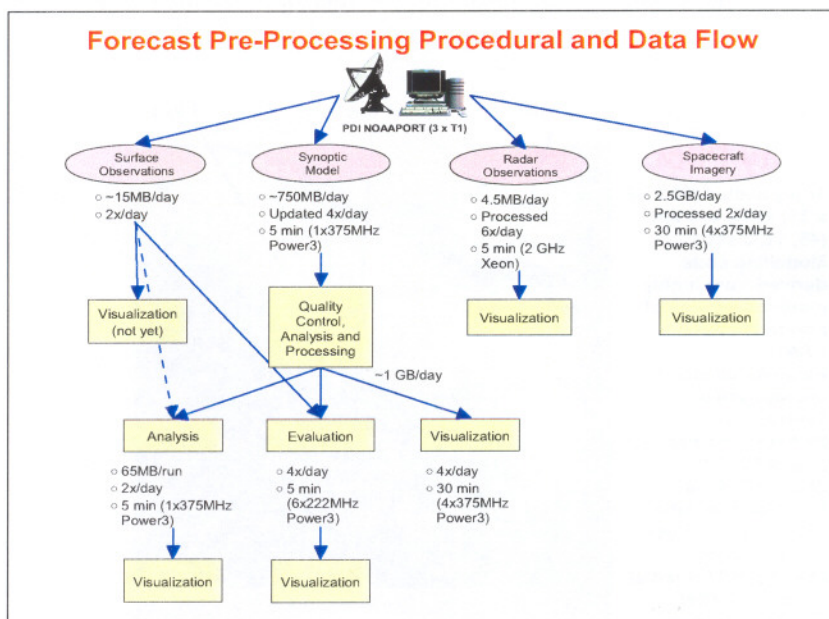 Forecast Pre-Processing Procedural and Data Flow
PDI NOAAPORT (3 x T1)
Surface
Observations
○ ~15MB/day
○ 2x/day
Synoptic
Model
○ ~750MB/day
○ Updated 4x/day
○ 5 min (1x375MHz
Power3)
Radar
Observations
○ 4.5MB/day
○ Processed
6x/day
○ 5 min (2 GHz
Xeon)
Spacecraft
Imagery
○ 2.5GB/day
○ Processed 2x/day
○ 30 min (4x375MHz
Power3)
Visualization
(not yet)
Quality
Control,
Analysis and
Processing
Visualization
Visualization
~1 GB/day
Analysis
○ 65MB/run
○ 2x/day
○ 5 min (1x375MHz
Power3)
Evaluation
○ 4x/day
○ 5 min
(6x222MHz
Power3)
Visualization
○ 4x/day
○ 30 min
(4x375MHz
Power3)
Visualization
Visualization